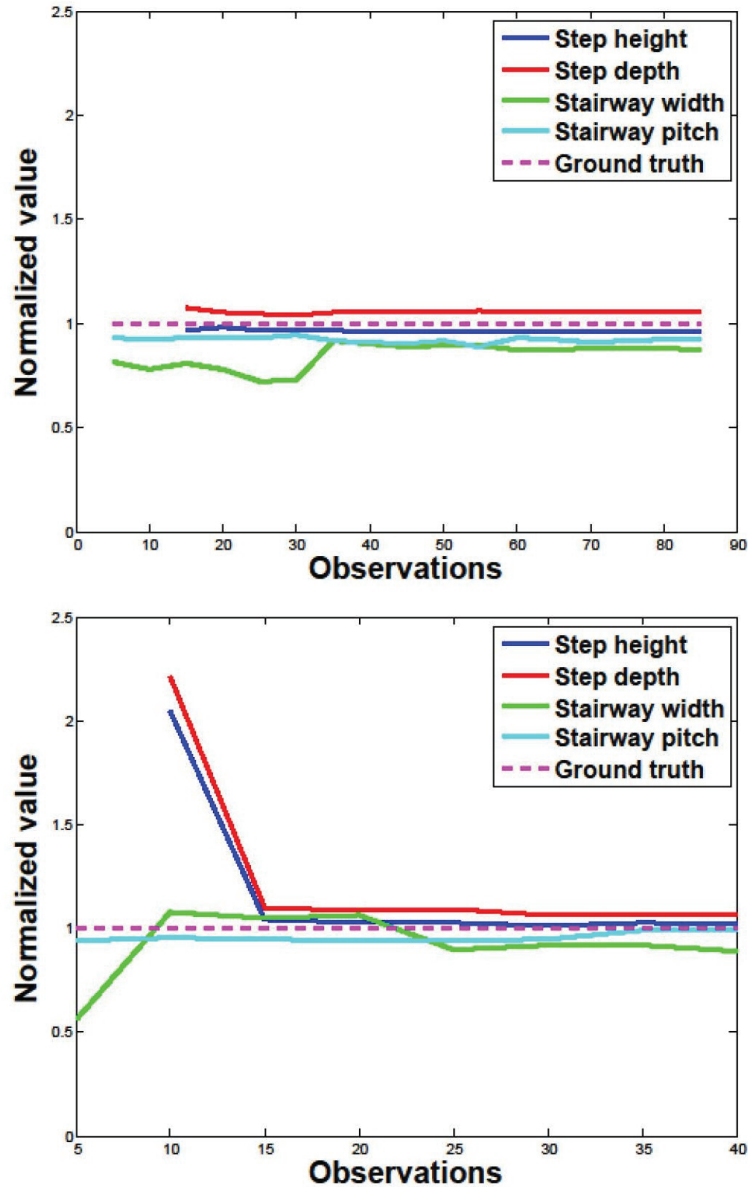 2.5
2
1.5
1
0.5
0
Normalized value
Step height
Step depth
Stairway width
Stairway pitch
Ground truth
0 10 20 30 40 50 60 70 80 90
Observations
2.5
2
1.5
1
0.5
0
Normalized value
Step height
Step depth
Stairway width
Stairway pitch
Ground truth
5 10 15 20 25 30 35 40
Observations